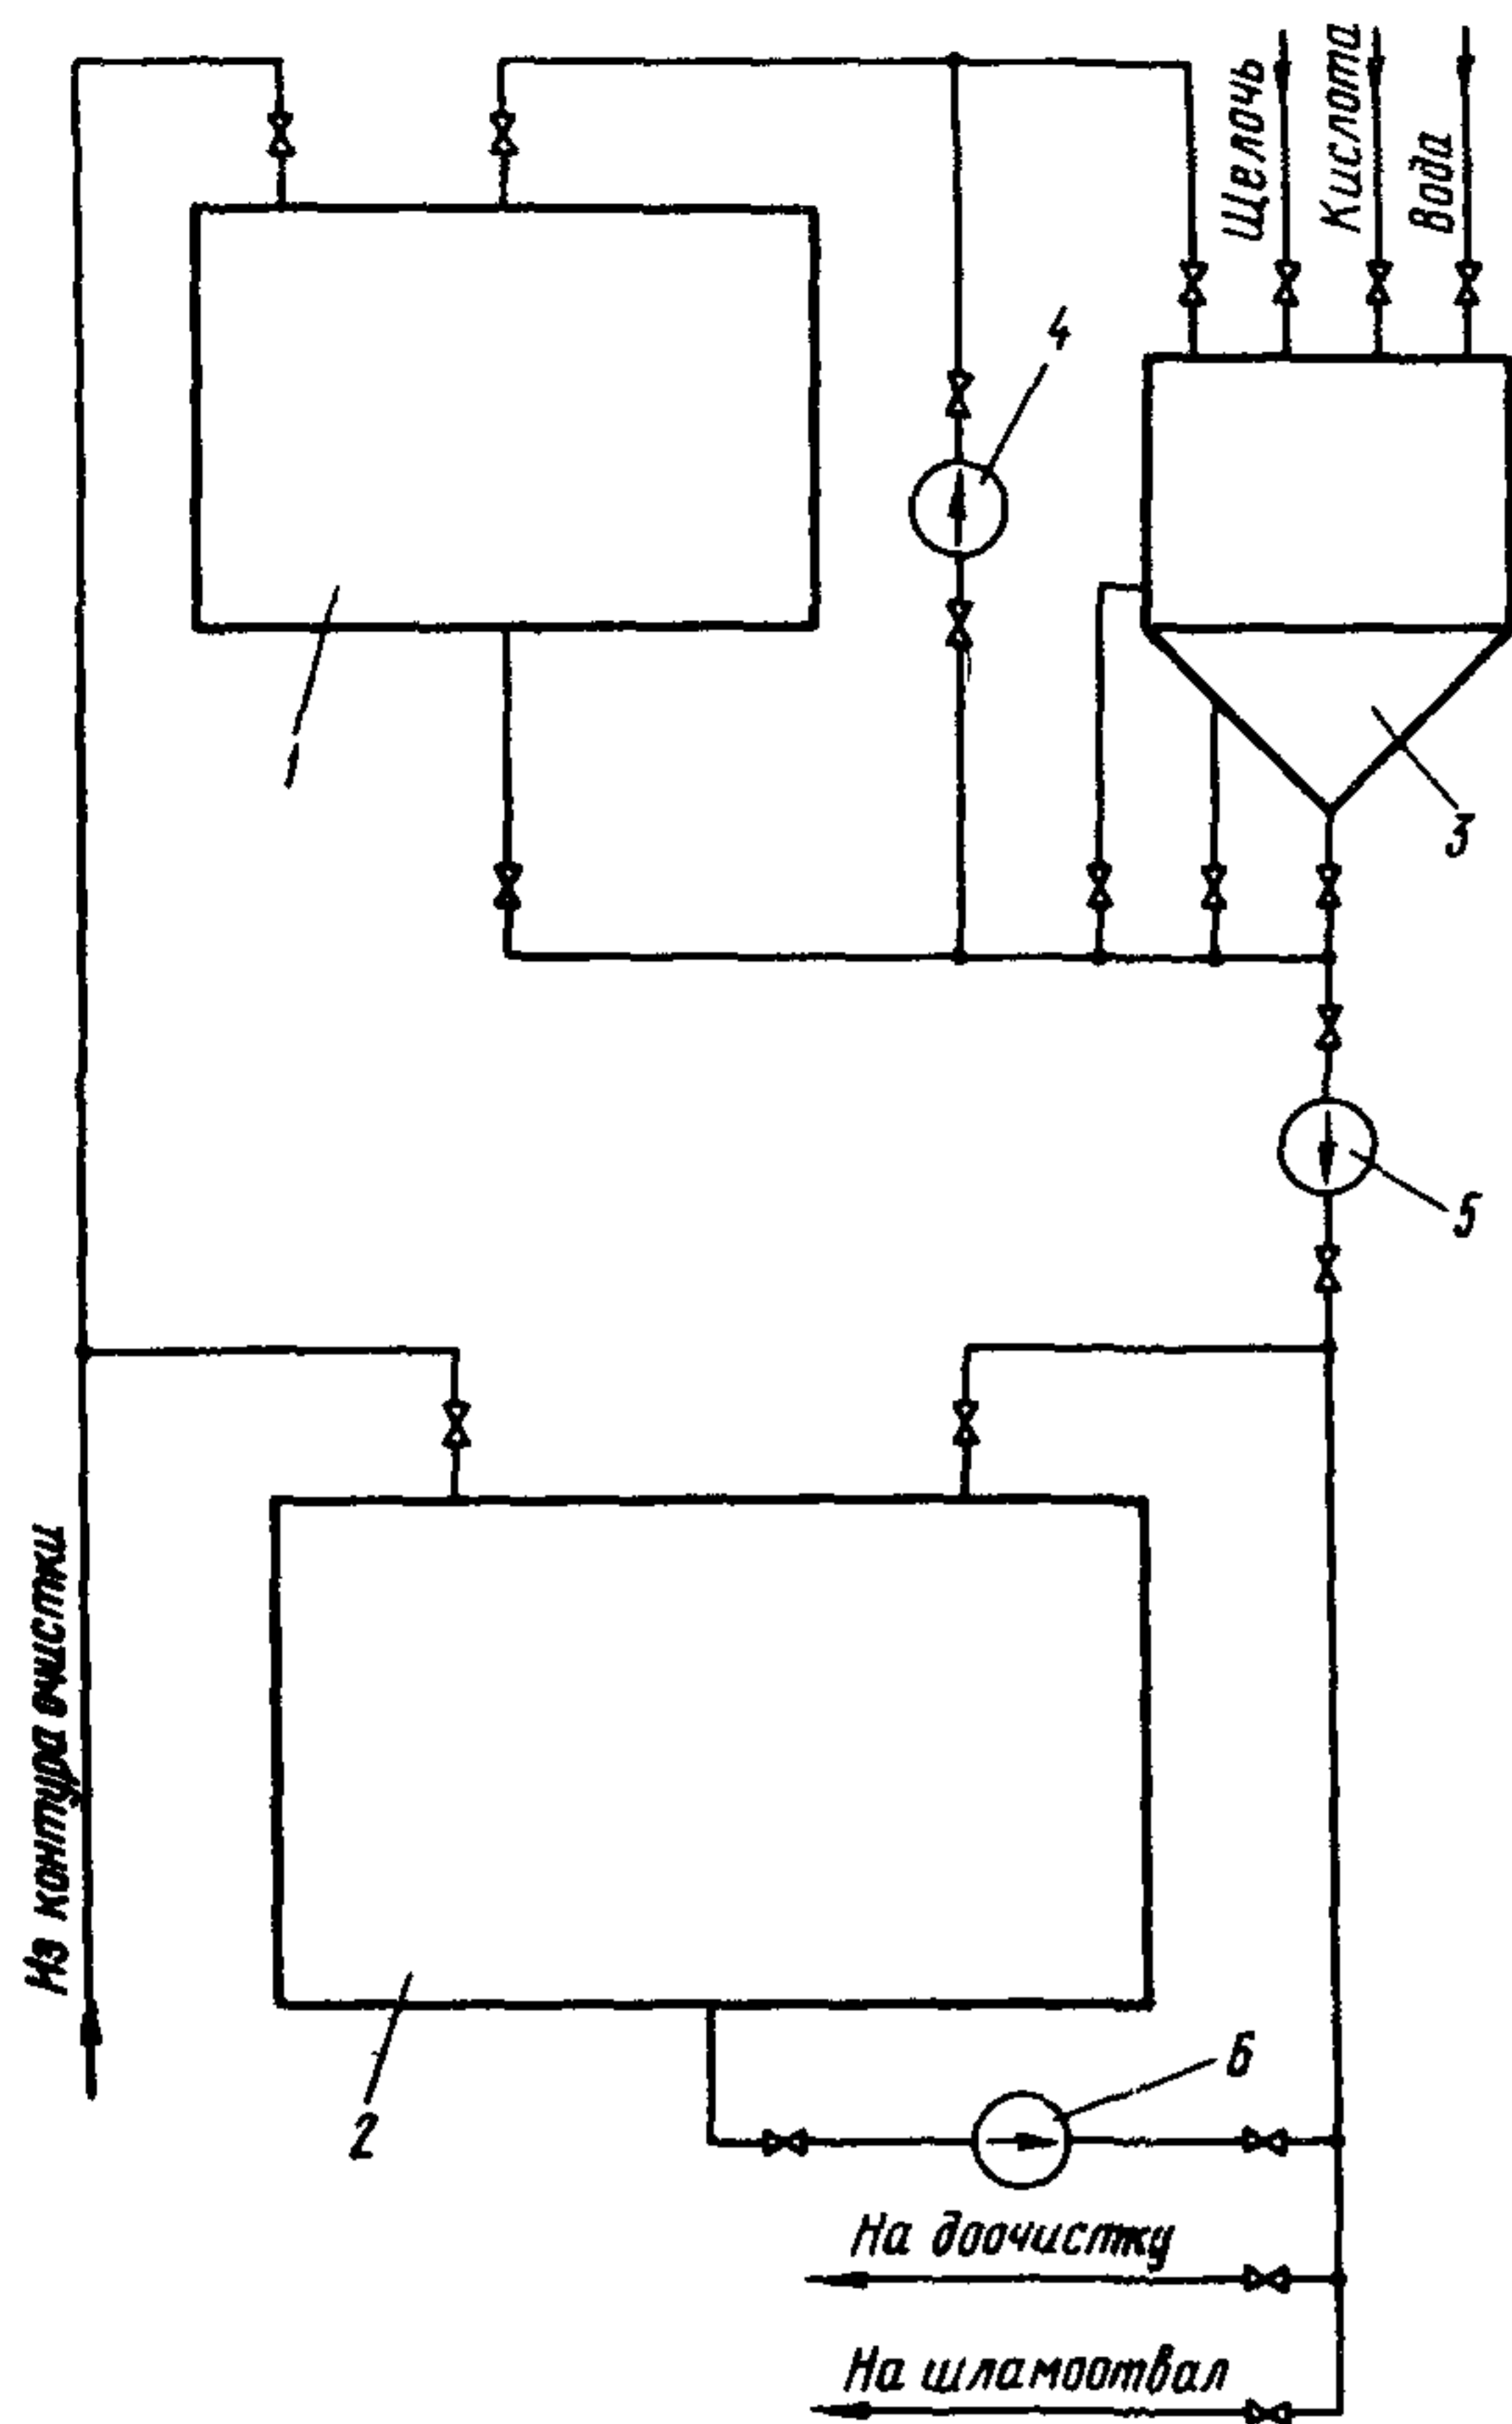 Щелочь
Кислота
Вода
4
1
3
5
Из контура очистки
2
6
На доочистку
На шламоотвал